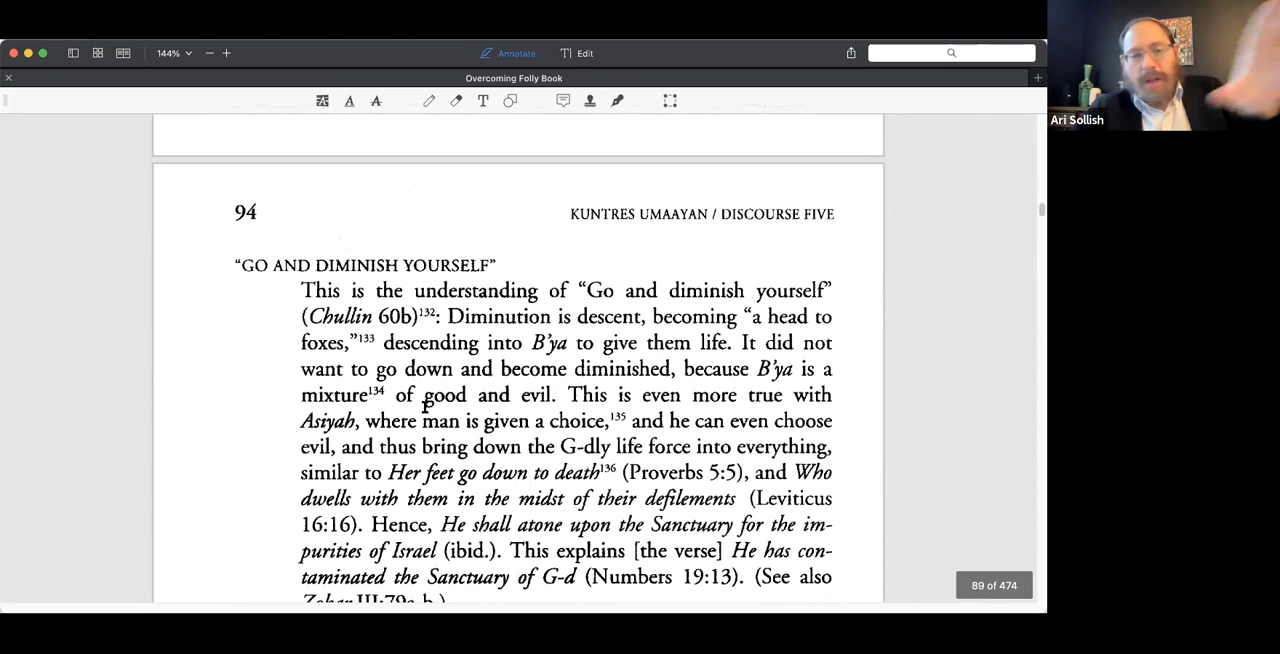 144%
Annotate
Edit
Overcoming Folly Book
Ari Sollish
94
KUNTRES UMAAYAN / DISCOURSE FIVE
“GO AND DIMINISH YOURSELF”
This is the understanding of “Go and diminish yourself”
(Chullin 60b)132: Diminution is descent, becoming “a head to
foxes,”133 descending into B’ya to give them life. It did not
want to go down and become diminished, because B’ya is a
mixture134 of good and evil. This is even more true with
Asiyah, where man is given a choice,135 and he can even choose
evil, and thus bring down the G-dly life force into everything,
similar to Her feet go down to death136 (Proverbs 5:5), and Who
dwells with them in the midst of their defilements (Leviticus
16:16). Hence, He shall atone upon the Sanctuary for the im-
purities of Israel (ibid.). This explains [the verse] He has con-
taminated the Sanctuary of G-d (Numbers 19:13). (See also
Zohar III:79a-b.)
89 of 474